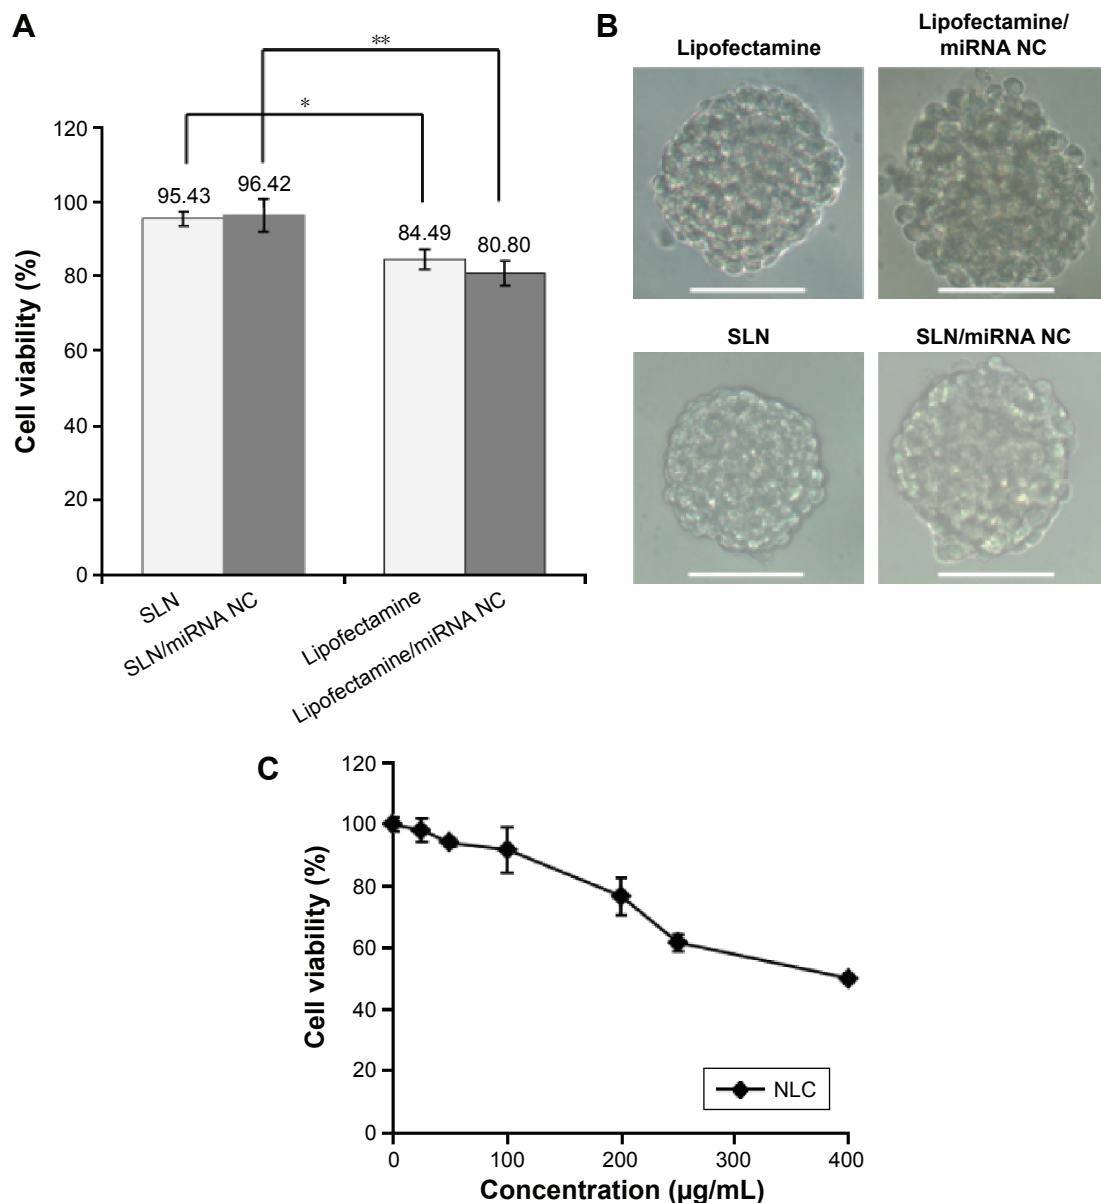 A
**
*
120
100
80
60
40
20
0
Cell viability (%)
95.43
96.42
84.49
80.80
SLN
SLN/miRNA NC
Lipofectamine
Lipofectamine/miRNA NC
B
Lipofectamine
Lipofectamine/
miRNA NC
SLN
SLN/miRNA NC
C
120
100
80
60
40
20
0
Cell viability (%)
NLC
0
100
200
300
400
Concentration (µg/mL)